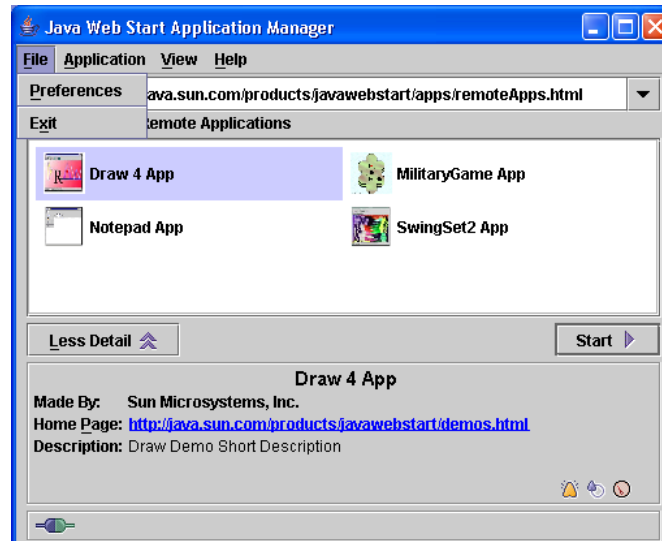 Java Web Start Application Manager
File Application View Help
Preferences
java.sun.com/products/javawebstart/apps/remoteApps.html
Exit
Applications
Draw 4 App
MilitaryGame App
Notepad App
SwingSet2 App
Less Detail
Start
Draw 4 App
Made By: Sun Microsystems, Inc.
Home Page: http://java.sun.com/products/javawebstart/demos.html
Description: Draw Demo Short Description